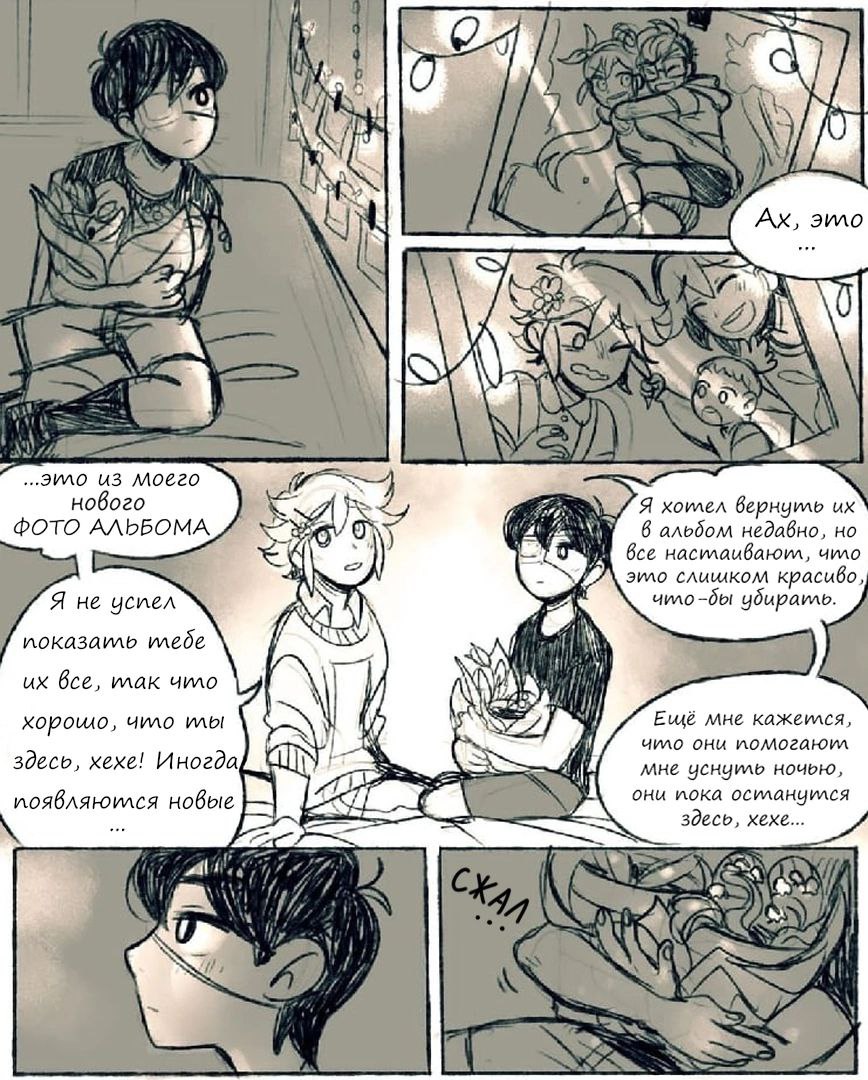 Ах, это
...
...это из моего
нового
ФОТО АЛЬБОМА
Я не успел
показать тебе
их все, так что
хорошо, что ты
здесь, хехе! Иногда
появляются новые
...
Я хотел вернуть их
в альбом недавно, но
все настаивают, что
это слишком красиво,
что-бы убирать.
Ещё мне кажется,
что они помогают
мне уснуть ночью,
они пока останутся
здесь, хехе...
СЖАЛ
...